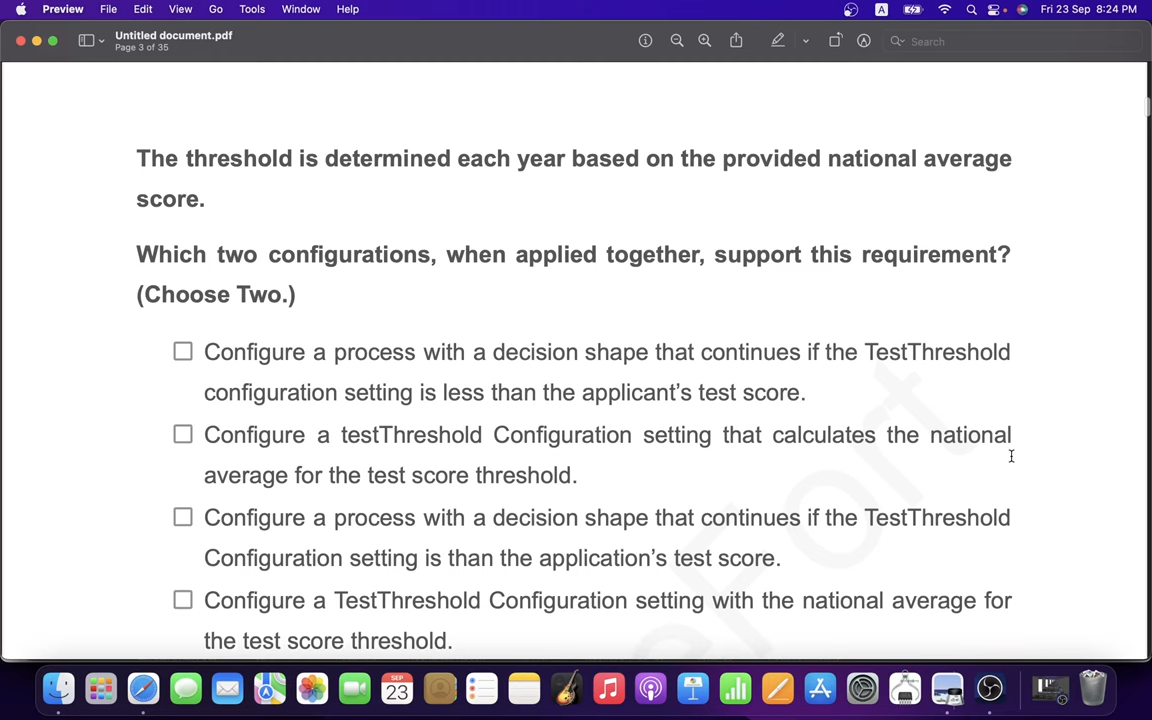 Preview File Edit View Go Tools Window Help A Fri 23 Sep 8:24 PM
Untitled document.pdf
Page 3 of 35
Search
The threshold is determined each year based on the provided national average
score.
Which two configurations, when applied together, support this requirement?
(Choose Two.)
Configure a process with a decision shape that continues if the TestThreshold
configuration setting is less than the applicant’s test score.
Configure a testThreshold Configuration setting that calculates the national
average for the test score threshold.
Configure a process with a decision shape that continues if the TestThreshold
Configuration setting is than the application’s test score.
Configure a TestThreshold Configuration setting with the national average for
the test score threshold.
eFort
SEP
23